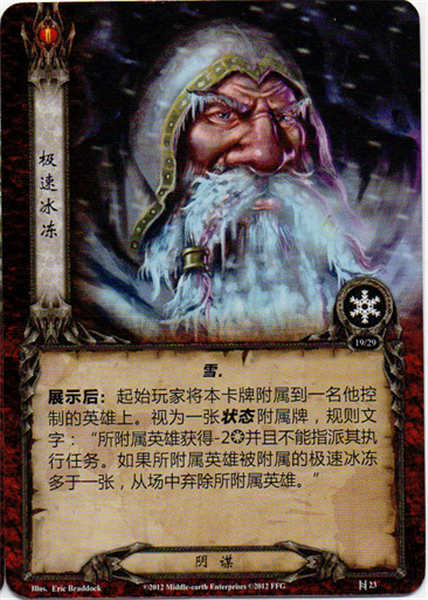 极速冰冻
19/29
雪.
展示后：起始玩家将本卡牌附属到一名他控
制的英雄上。视为一张状态附属牌，规则文
字：“所附属英雄获得-2并且不能指派其执
行任务。如果所附属英雄被附属的极速冰冻
多于一张，从场中弃除所附属英雄。”
阴谋
Illus. Eric Braddock
©2012 Middle-earth Enterprises ©2012 FFG
23